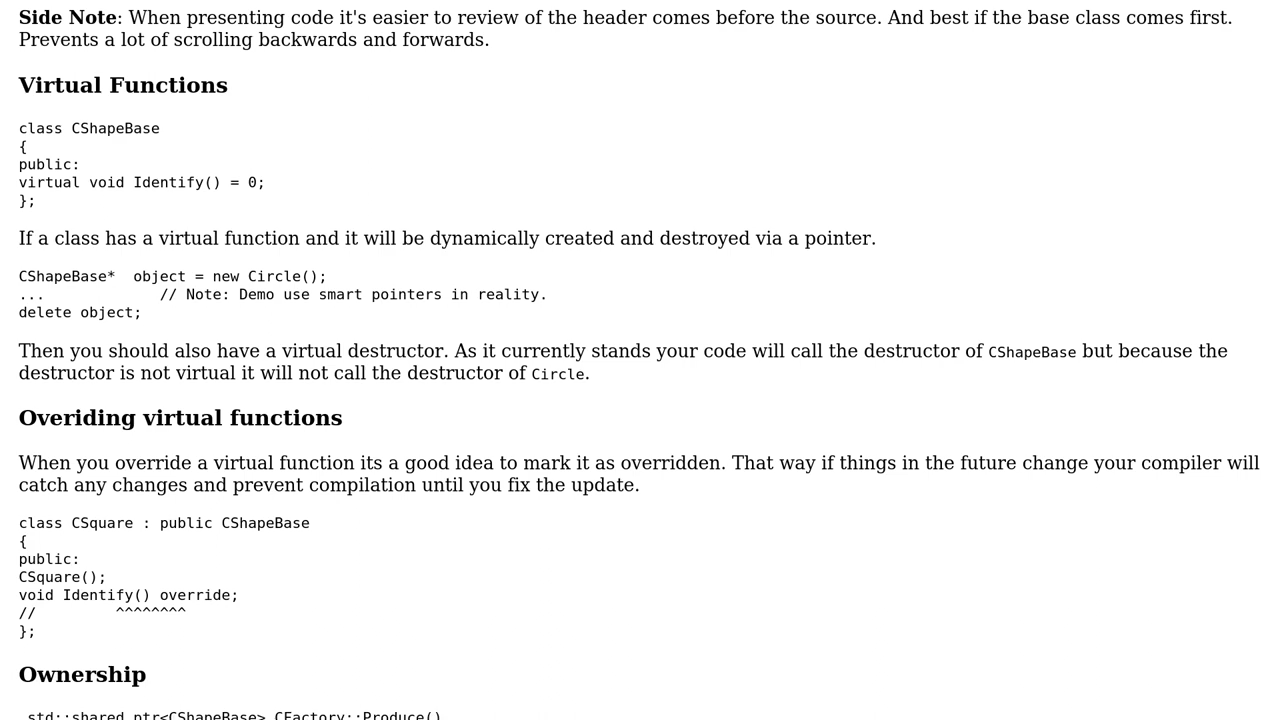 Side Note: When presenting code it's easier to review of the header comes before the source. And best if the base class comes first.
Prevents a lot of scrolling backwards and forwards.
Virtual Functions
class CShapeBase
{
public:
virtual void Identify() = 0;
};
If a class has a virtual function and it will be dynamically created and destroyed via a pointer.
CShapeBase*  object = new Circle();
...             // Note: Demo use smart pointers in reality.
delete object;
Then you should also have a virtual destructor. As it currently stands your code will call the destructor of CShapeBase but because the
destructor is not virtual it will not call the destructor of Circle.
Overiding virtual functions
When you override a virtual function its a good idea to mark it as overridden. That way if things in the future change your compiler will
catch any changes and prevent compilation until you fix the update.
class CSquare : public CShapeBase
{
public:
CSquare();
void Identify() override;
//         ^^^^^^^^
};
Ownership
std::shared_ptr<CShapeBase> CFactory::Produce()